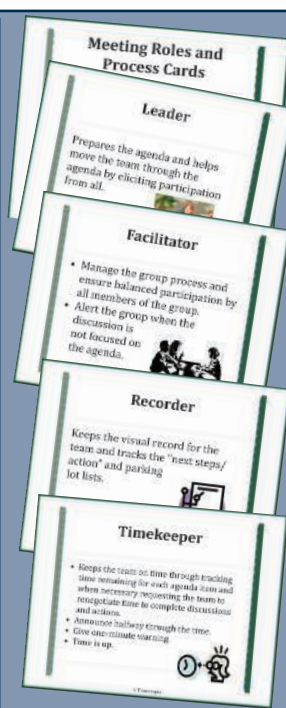 Meeting Roles and
Process Cards
Leader
Prepares the agenda and helps
move the team through the
agenda by eliciting participation
from all.
Facilitator
• Manage the group process and
ensure balanced participation by
all members of the group.
• Alert the group when the
discussion is
not focused on
the agenda.
Recorder
Keeps the visual record for the
team and tracks the "next steps/
action" and parking
lot lists.
Timekeeper
• Keeps the team on time through tracking
time remaining for each agenda item and
when necessary requesting the team to
renegotiate time to complete discussions
and actions.
• Announce halfway through the time.
• Give one-minute warning.
• Time is up.